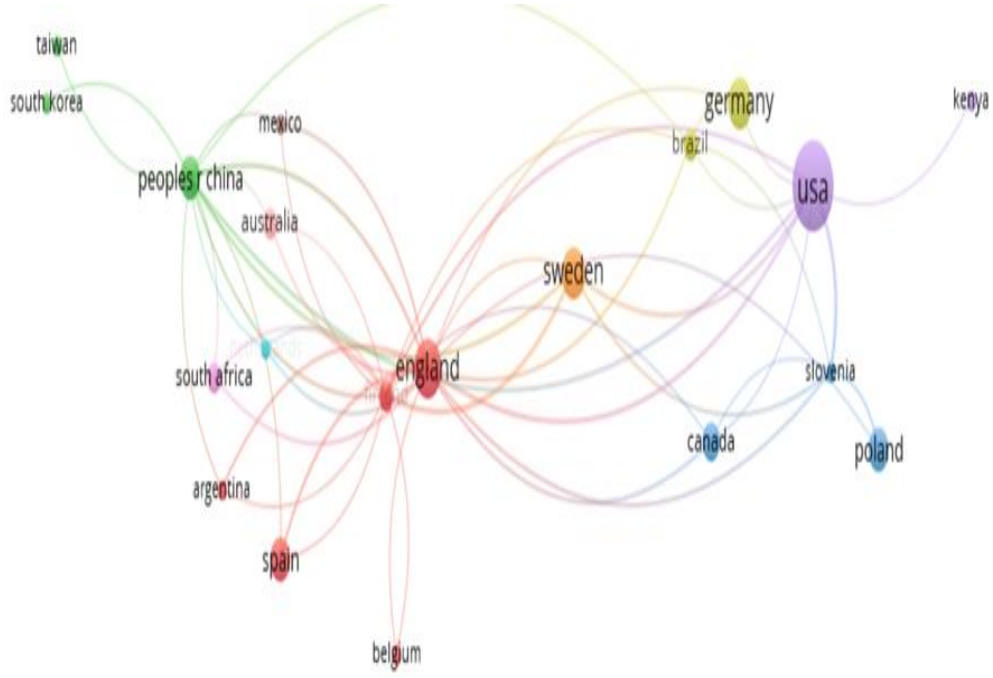 taiwan
south korea
mexico
peoples r china
australia
germany
brazil
kenya
usa
sweden
england
south africa
slovenia
canada
poland
argentina
spain
belgium